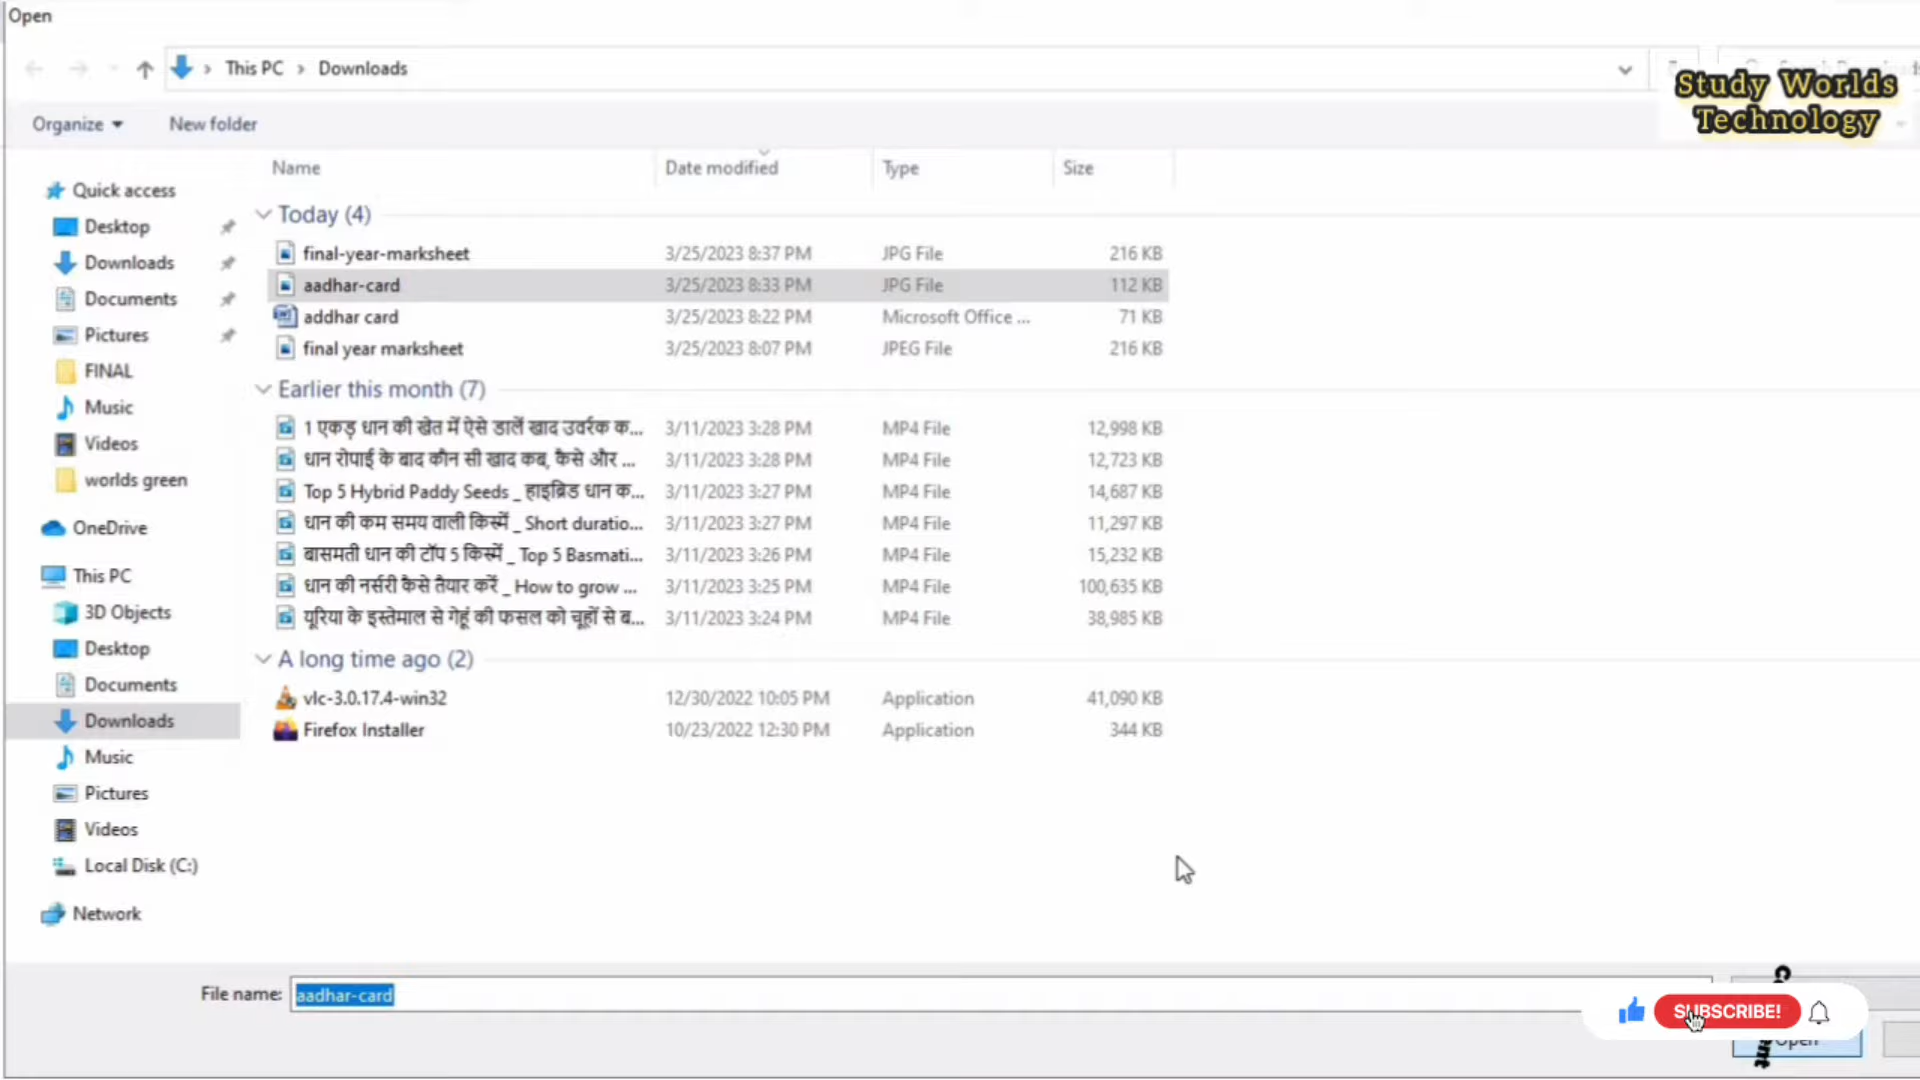 Open
This PC > Downloads
Study Worlds
Technology
Organize New folder
Name Date modified Type Size
Quick access
Desktop
Downloads
Documents
Pictures
FINAL
Music
Videos
worlds green
OneDrive
This PC
3D Objects
Desktop
Documents
Downloads
Music
Pictures
Videos
Local Disk (C:)
Network
Today (4)
final-year-marksheet 3/25/2023 8:37 PM JPG File 216 KB
aadhar-card 3/25/2023 8:33 PM JPG File 112 KB
addhar card 3/25/2023 8:22 PM Microsoft Office ... 71 KB
final year marksheet 3/25/2023 8:07 PM JPEG File 216 KB
Earlier this month (7)
1 एकड़ धान की खेत में ऐसे डालें खाद उवर्रक क... 3/11/2023 3:28 PM MP4 File 12,998 KB
धान रोपाई के बाद कौन सी खाद कब, कैसे और ... 3/11/2023 3:28 PM MP4 File 12,723 KB
Top 5 Hybrid Paddy Seeds _ हाइब्रिड धान क... 3/11/2023 3:27 PM MP4 File 14,687 KB
धान की कम समय वाली किस्में _ Short duratio... 3/11/2023 3:27 PM MP4 File 11,297 KB
बासमती धान की टॉप 5 किस्में _ Top 5 Basmati... 3/11/2023 3:26 PM MP4 File 15,232 KB
धान की नर्सरी कैसे तैयार करें _ How to grow ... 3/11/2023 3:25 PM MP4 File 100,635 KB
यूरिया के इस्तेमाल से गेहूं की फसल को चूहों से ब... 3/11/2023 3:24 PM MP4 File 38,985 KB
A long time ago (2)
vlc-3.0.17.4-win32 12/30/2022 10:05 PM Application 41,090 KB
Firefox Installer 10/23/2022 12:30 PM Application 344 KB
File name: aadhar-card
SUBSCRIBE!
Open